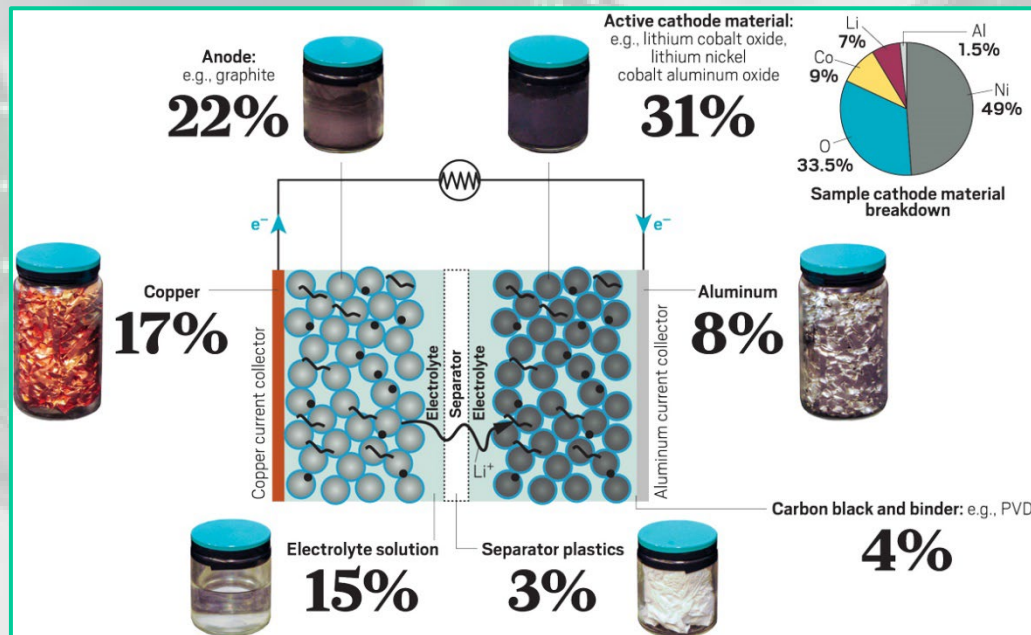 Anode:
e.g., graphite
22%
Active cathode material:
e.g., lithium cobalt oxide,
lithium nickel
cobalt aluminum oxide
31%
Li
7%
Al
1.5%
Co
9%
Ni
49%
O
33.5%
Sample cathode material
breakdown
e−
e−
Copper
17%
Aluminum
8%
Copper current collector
Electrolyte
Separator
Electrolyte
Aluminum current collector
Li+
Carbon black and binder: e.g., PVD
4%
Electrolyte solution
15%
Separator plastics
3%